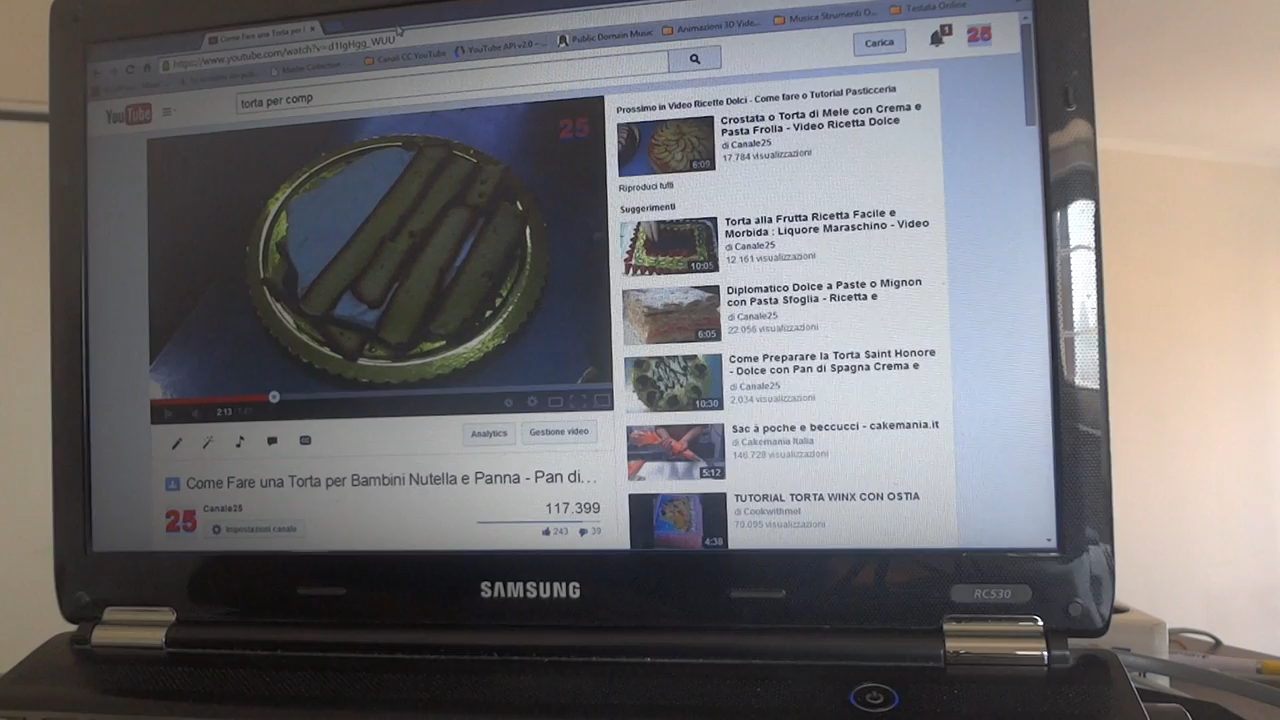 Come Fare una Torta per
https://www.youtube.com/watch?v=d1IgHgg_WUU
Master Collection
Canali CC YouTube
YouTube API v2.0 –
Public Domain Music
Animazioni 3D Vide...
Musica Strumenti O...
Testata Online
YouTube
torta per comp
Carica
1
25
25
2:13
Analytics
Gestione video
Come Fare una Torta per Bambini Nutella e Panna - Pan di...
25
Canale25
Impostazioni canale
117.399
243
39
Prossimo in Video Ricette Dolci - Come fare o Tutorial Pasticceria
Crostata o Torta di Mele con Crema e
Pasta Frolla - Video Ricetta Dolce
di Canale25
17.784 visualizzazioni
6:09
Riproduci tutti
Suggerimenti
Torta alla Frutta Ricetta Facile e
Morbida : Liquore Maraschino - Video
di Canale25
12.161 visualizzazioni
10:05
Diplomatico Dolce a Paste o Mignon
con Pasta Sfoglia - Ricetta e
di Canale25
22.056 visualizzazioni
6:05
Come Preparare la Torta Saint Honore
- Dolce con Pan di Spagna Crema e
di Canale25
2.034 visualizzazioni
10:30
Sac à poche e beccucci - cakemania.it
di Cakemania Italia
146.728 visualizzazioni
5:12
TUTORIAL TORTA WINX CON OSTIA
di Cookwithmel
70.095 visualizzazioni
4:38
SAMSUNG
RC530